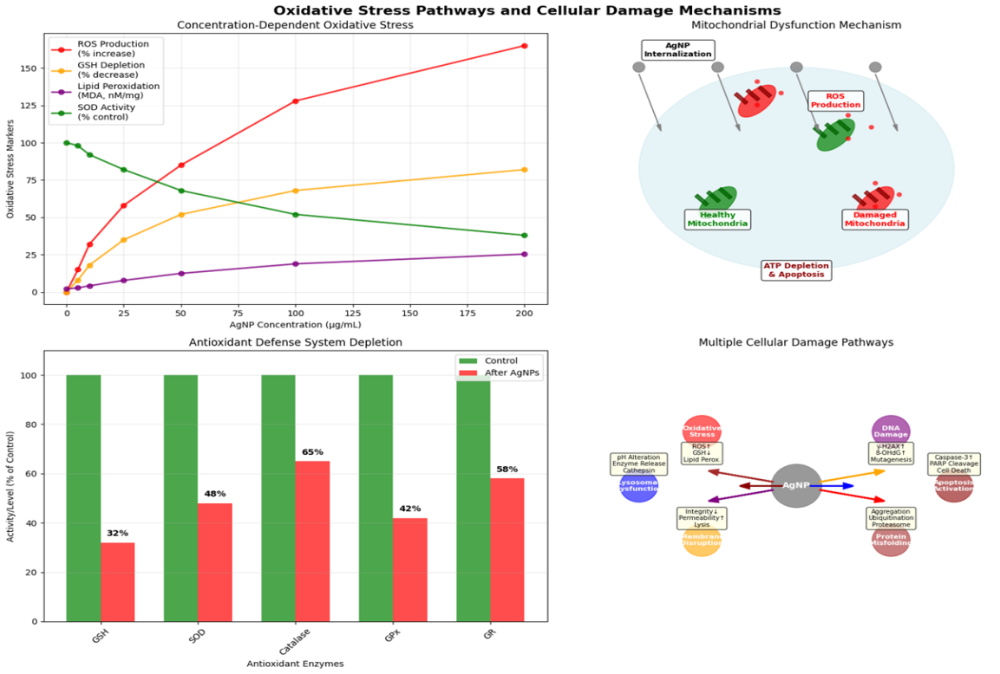 Oxidative Stress Pathways and Cellular Damage Mechanisms
Concentration-Dependent Oxidative Stress
Oxidative Stress Markers
150
125
100
75
50
25
0
ROS Production
(% increase)
GSH Depletion
(% decrease)
Lipid Peroxidation
(MDA, nM/mg)
SOD Activity
(% control)
0 25 50 75 100 125 150 175 200
AgNP Concentration (µg/mL)
Mitochondrial Dysfunction Mechanism
AgNP
Internalization
ROS
Production
Healthy
Mitochondria
Damaged
Mitochondria
ATP Depletion
& Apoptosis
Antioxidant Defense System Depletion
Activity/Level (% of Control)
100
80
60
40
20
0
Control
After AgNPs
32%
48%
65%
42%
58%
GSH SOD Catalase GPx GR
Antioxidant Enzymes
Multiple Cellular Damage Pathways
Oxidative
Stress
ROS↑
GSH↓
Lipid Perox.
DNA
Damage
γ-H2AX↑
8-OHdG↑
Mutagenesis
pH Alteration
Enzyme Release
Cathepsin
Lysosomal
Dysfunction
AgNP
Caspase-3↑
PARP Cleavage
Cell Death
Apoptosis
Activation
Integrity↓
Permeability↑
Lysis
Membrane
Disruption
Aggregation
Ubiquitination
Proteasome
Protein
Misfolding